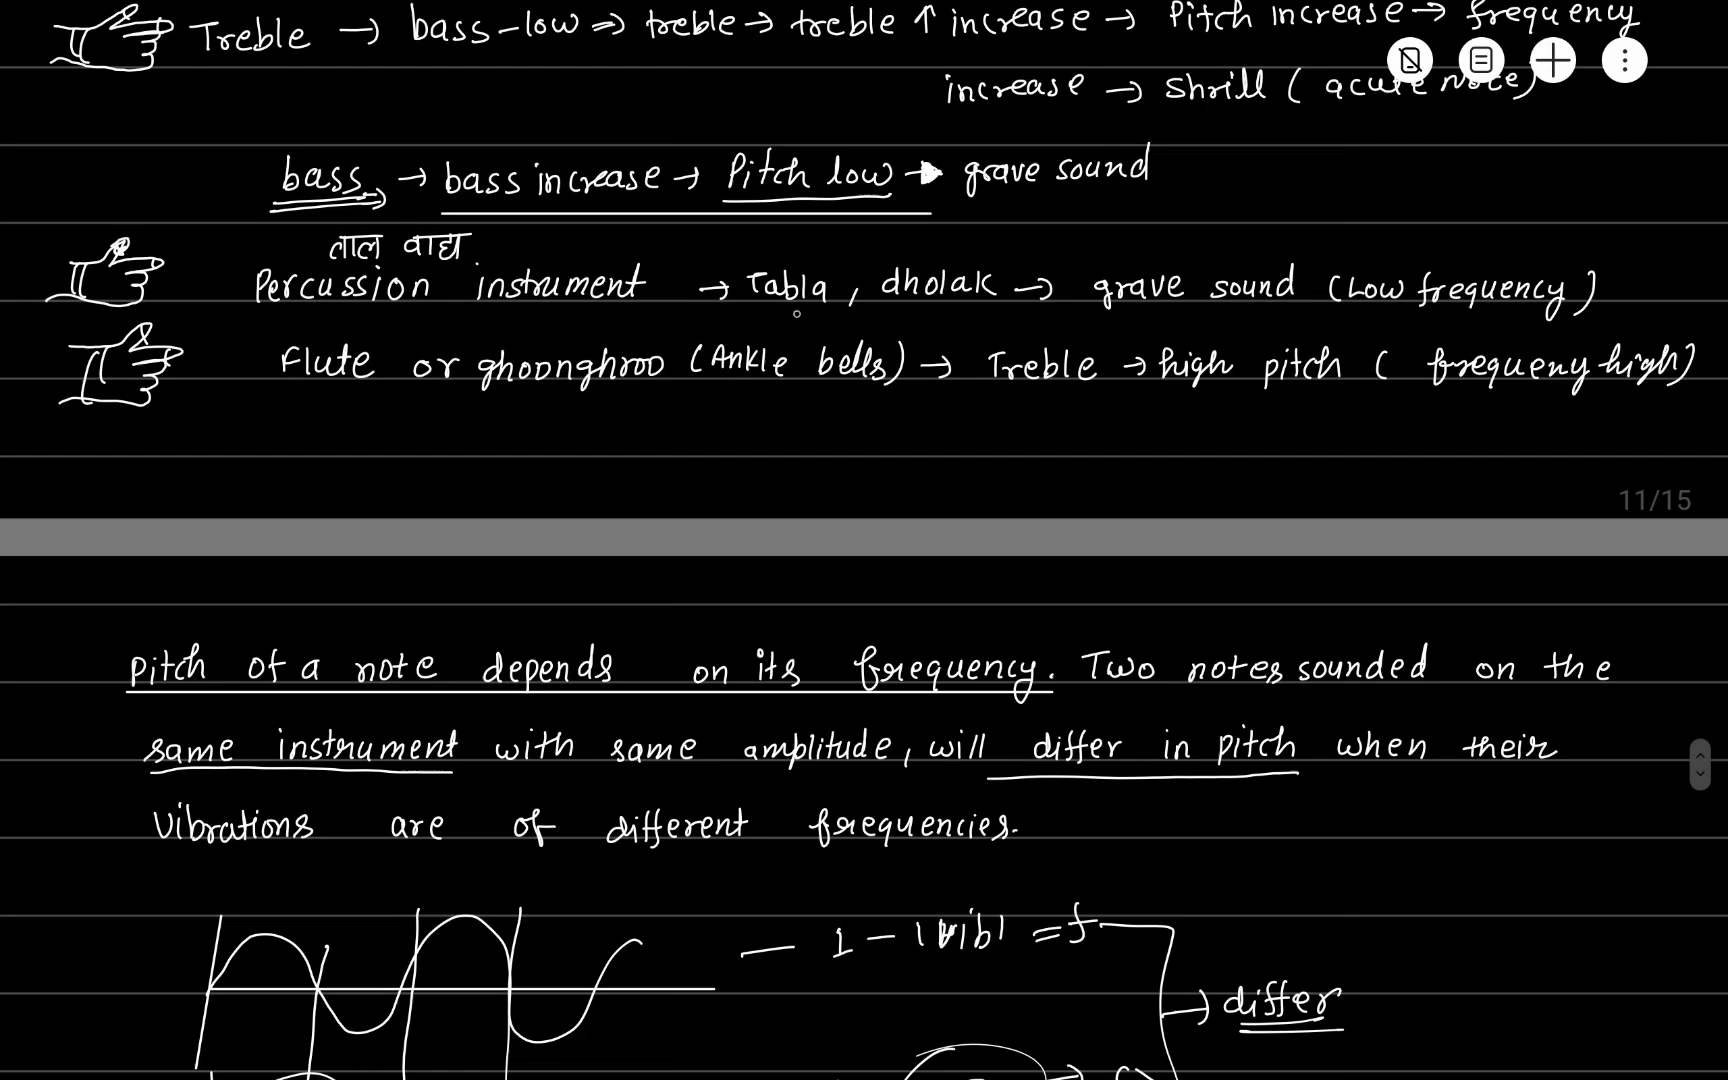 Treble → bass-low ⇒ treble → treble ↑ increase → Pitch increase → frequency
increase → shrill ( acute note)
bass → bass increase → Pitch low → grave sound
ताल वाद्य
Percussion instrument → Tabla , dholak → grave sound (Low frequency)
Flute or ghoonghroo (Ankle bells) → Treble → high pitch ( frequeny high)
11/15
Pitch of a note depends on its frequency. Two notes sounded on the
same instrument with same amplitude, will differ in pitch when their
vibrations are of different frequencies.
— 1 - |vib| = f
→ differ